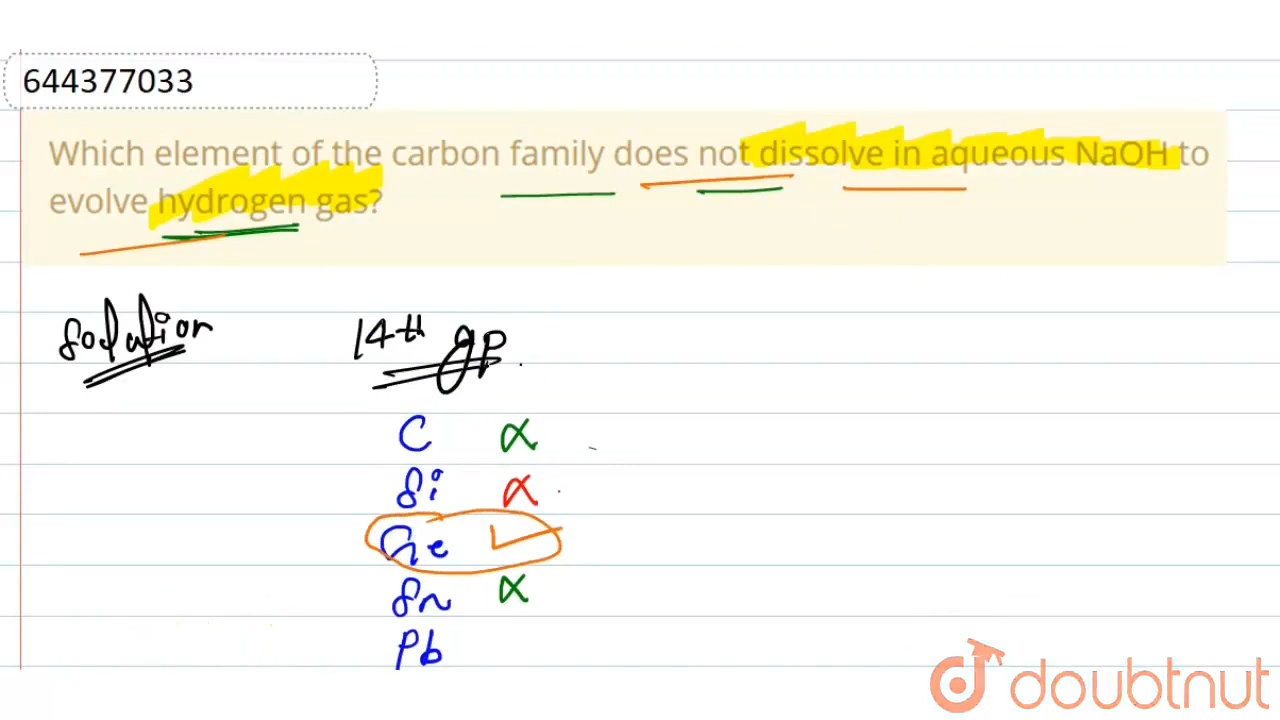 644377033
Which element of the carbon family does not dissolve in aqueous NaOH to
evolve hydrogen gas?
Solution 14th gp.
C
Si
Ge
Sn
Pb
doubtnut